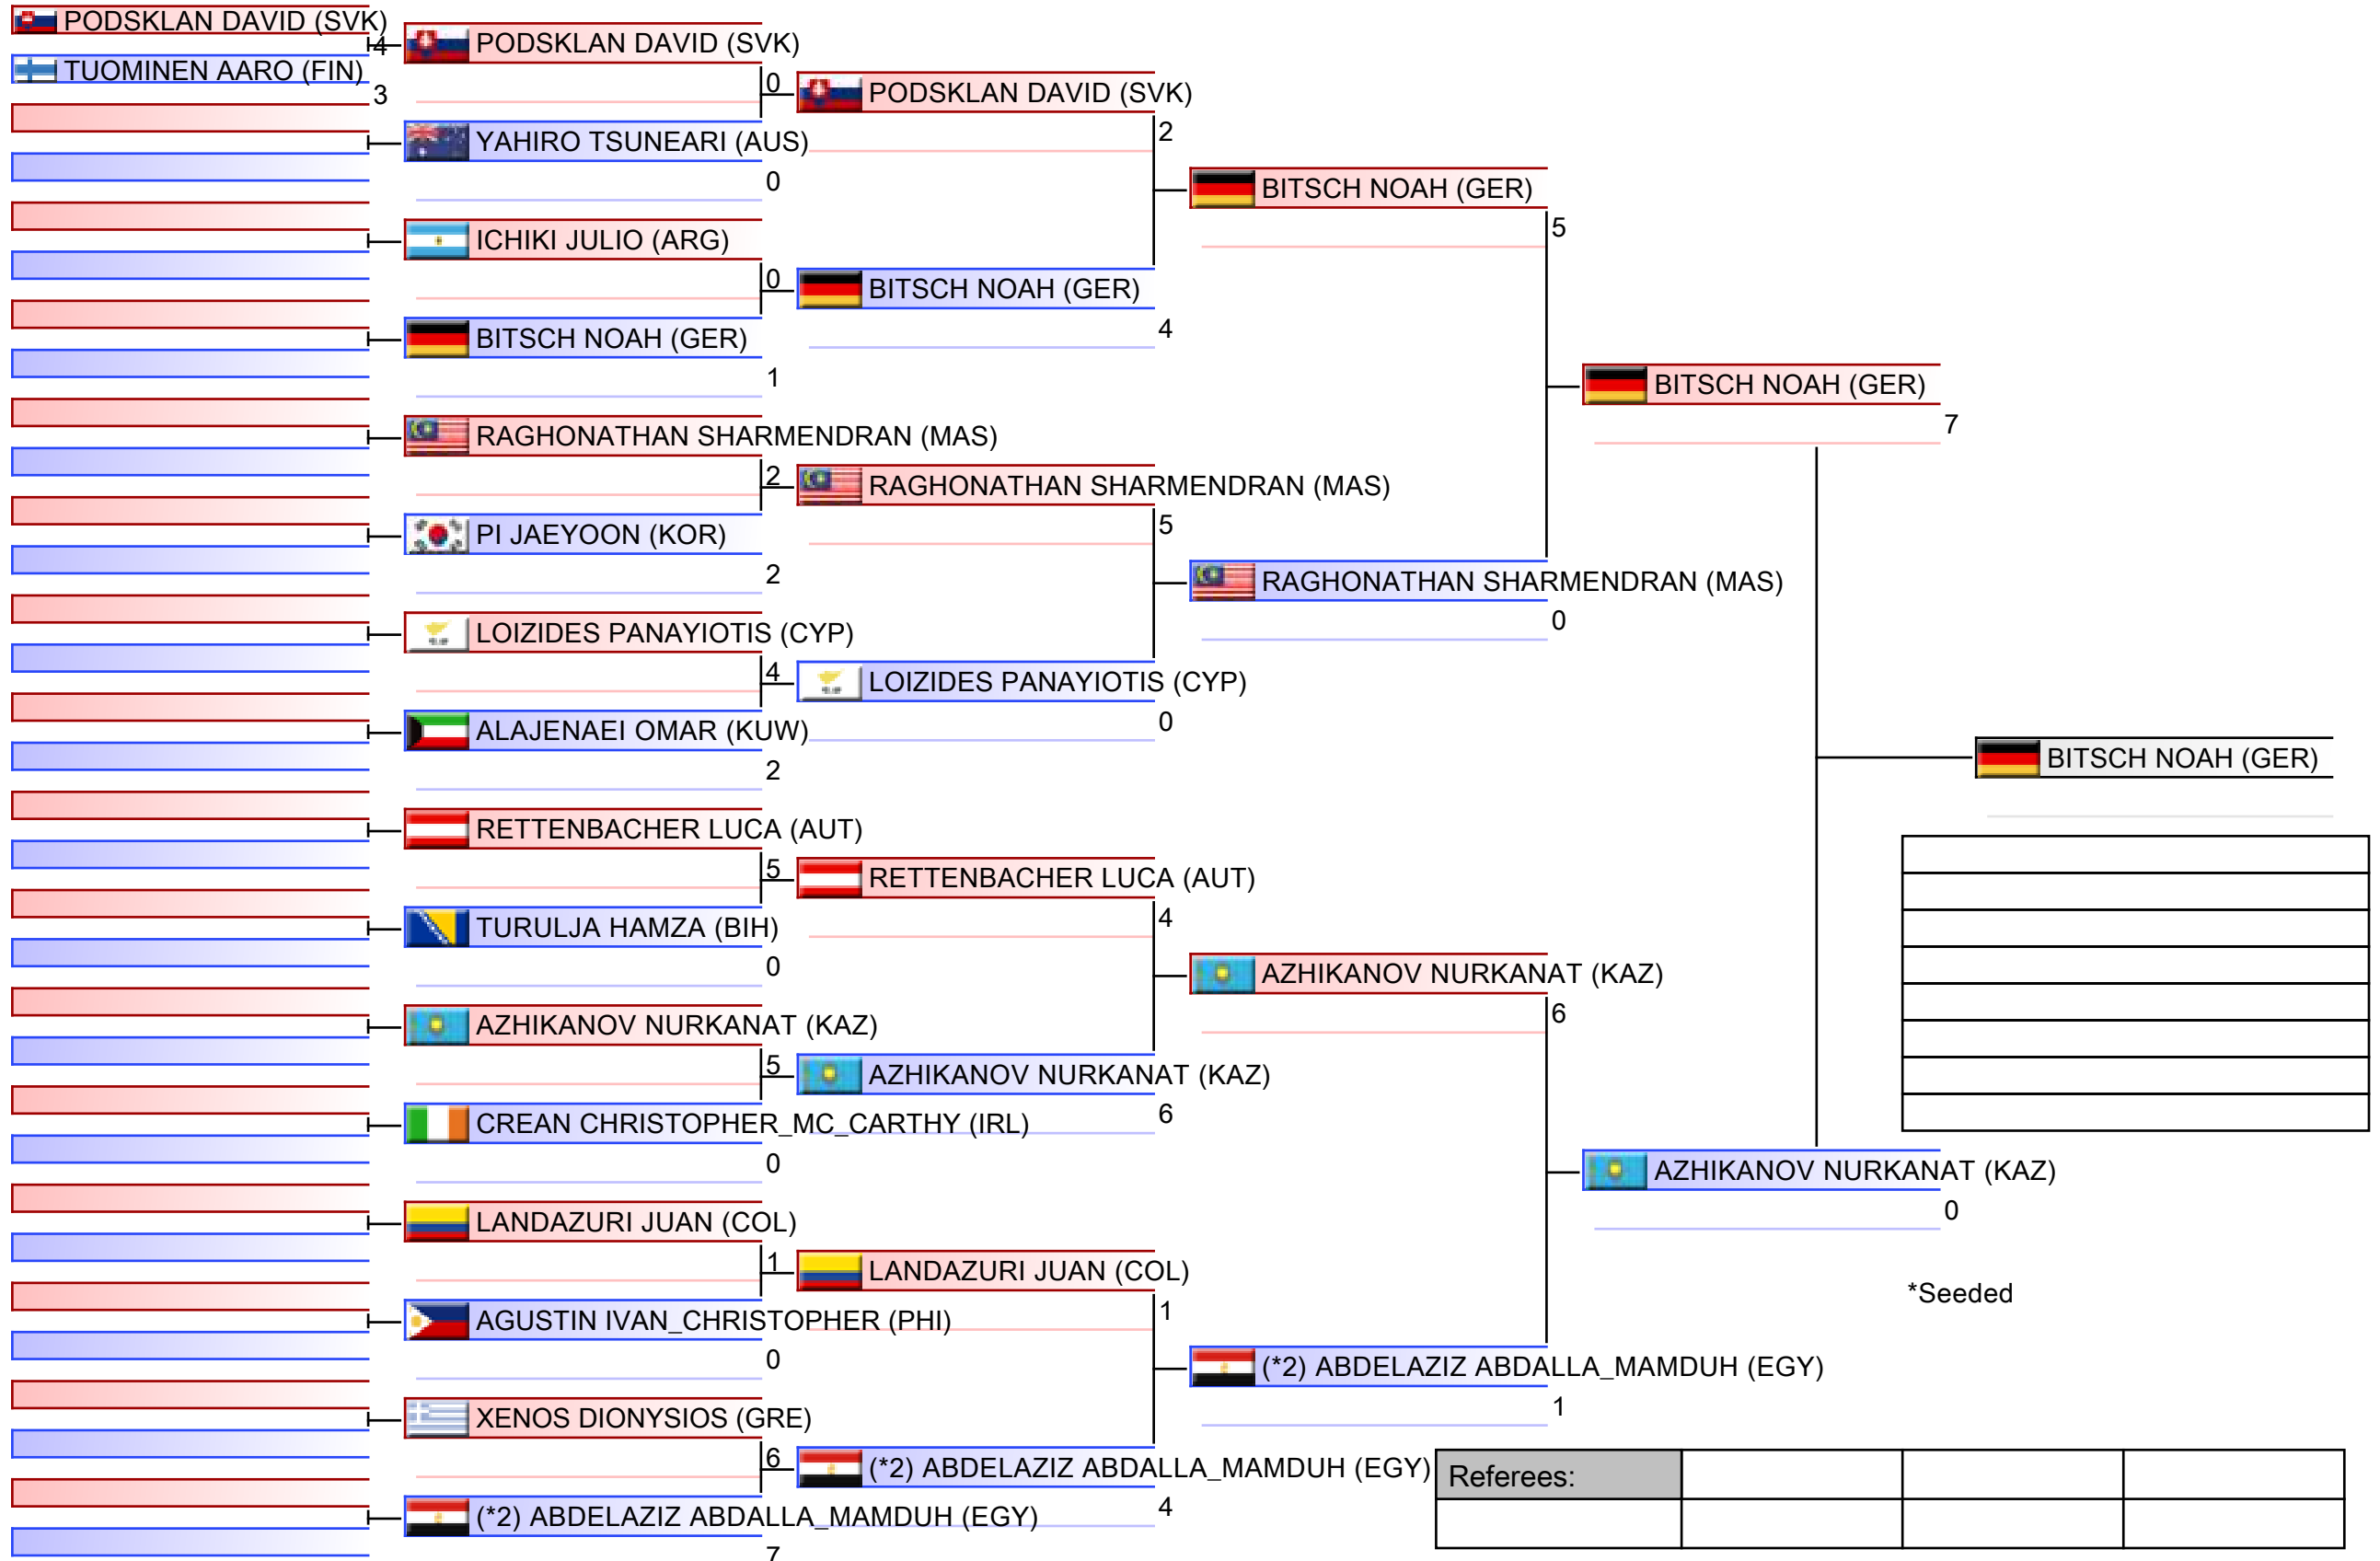 PODSKLAN DAVID (SVK)
4
TUOMINEN AARO (FIN)
3
PODSKLAN DAVID (SVK)
0
YAHIRO TSUNEARI (AUS)
0
ICHIKI JULIO (ARG)
0
BITSCH NOAH (GER)
1
RAGHONATHAN SHARMENDRAN (MAS)
2
PI JAEYOON (KOR)
2
LOIZIDES PANAYIOTIS (CYP)
4
ALAJENAEI OMAR (KUW)
2
RETTENBACHER LUCA (AUT)
5
TURULJA HAMZA (BIH)
0
AZHIKANOV NURKANAT (KAZ)
5
CREAN CHRISTOPHER_MC_CARTHY (IRL)
0
LANDAZURI JUAN (COL)
1
AGUSTIN IVAN_CHRISTOPHER (PHI)
0
XENOS DIONYSIOS (GRE)
6
(*2) ABDELAZIZ ABDALLA_MAMDUH (EGY)
7
PODSKLAN DAVID (SVK)
2
BITSCH NOAH (GER)
4
RAGHONATHAN SHARMENDRAN (MAS)
5
LOIZIDES PANAYIOTIS (CYP)
0
RETTENBACHER LUCA (AUT)
4
AZHIKANOV NURKANAT (KAZ)
6
LANDAZURI JUAN (COL)
1
(*2) ABDELAZIZ ABDALLA_MAMDUH (EGY)
4
BITSCH NOAH (GER)
5
RAGHONATHAN SHARMENDRAN (MAS)
0
AZHIKANOV NURKANAT (KAZ)
6
(*2) ABDELAZIZ ABDALLA_MAMDUH (EGY)
1
BITSCH NOAH (GER)
7
AZHIKANOV NURKANAT (KAZ)
0
BITSCH NOAH (GER)
*Seeded
Referees: